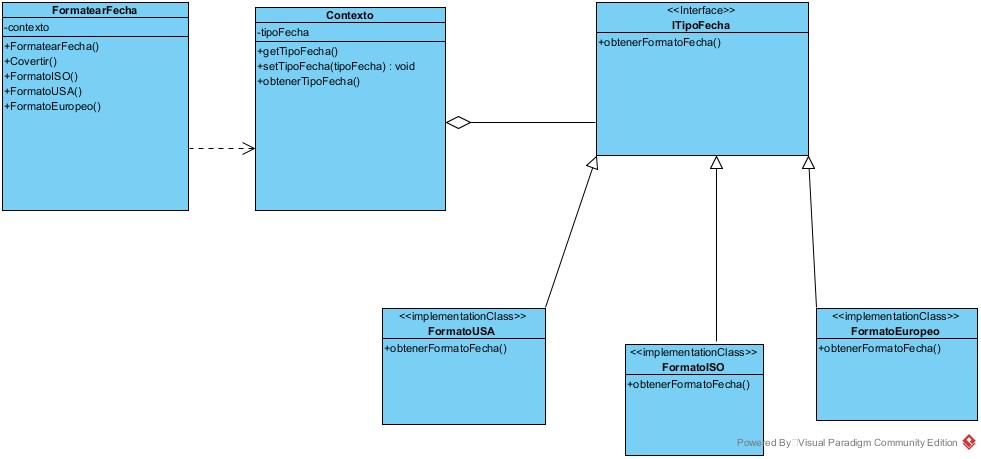 FormatearFecha
-contexto
+FormatearFecha()
+Covertir()
+FormatoISO()
+FormatoUSA()
+FormatoEuropeo()
Contexto
-tipoFecha
+getTipoFecha()
+setTipoFecha(tipoFecha) : void
+obtenerTipoFecha()
<<Interface>>
ITipoFecha
+obtenerFormatoFecha()
<<implementationClass>>
FormatoUSA
+obtenerFormatoFecha()
<<implementationClass>>
FormatoISO
+obtenerFormatoFecha()
<<implementationClass>>
FormatoEuropeo
+obtenerFormatoFecha()
Powered By Visual Paradigm Community Edition